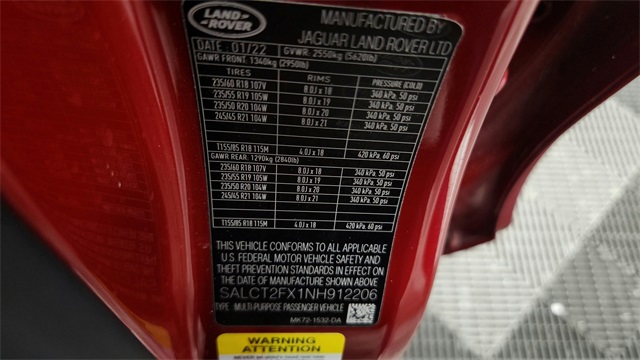 LAND-
ROVER
MANUFACTURED BY
JAGUAR LAND ROVER LTD
DATE 01/22 GVWR: 2550kg (5620lb)
GAWR FRONT: 1340kg (2950lb)
TIRES RIMS PRESSURE (COLD)
235/60 R18 107V 8.0J x 18 340 kPa. 50 psi
235/55 R19 105W 8.0J x 19 340 kPa. 50 psi
235/50 R20 104W 8.0J x 20 340 kPa. 50 psi
245/45 R21 104W 8.0J x 21 340 kPa. 50 psi
T155/85 R18 115M 4.0J x 18 420 kPa. 60 psi
GAWR REAR: 1290kg (2840lb)
235/60 R18 107V 8.0J x 18 340 kPa. 50 psi
235/55 R19 105W 8.0J x 19 340 kPa. 50 psi
235/50 R20 104W 8.0J x 20 340 kPa. 50 psi
245/45 R21 104W 8.0J x 21 340 kPa. 50 psi
T155/85 R18 115M 4.0J x 18 420 kPa. 60 psi
THIS VEHICLE CONFORMS TO ALL APPLICABLE
U.S FEDERAL MOTOR VEHICLE SAFETY
AND THEFT PREVENTION STANDARDS IN EFFECT ON
THE DATE OF MANUFACTURE SHOWN ABOVE
SALCT2FX1NH912206
TYPE: MULTI-PURPOSE PASSENGER VEHICLE
MK72-1532-DA
WARNING
ATTENTION